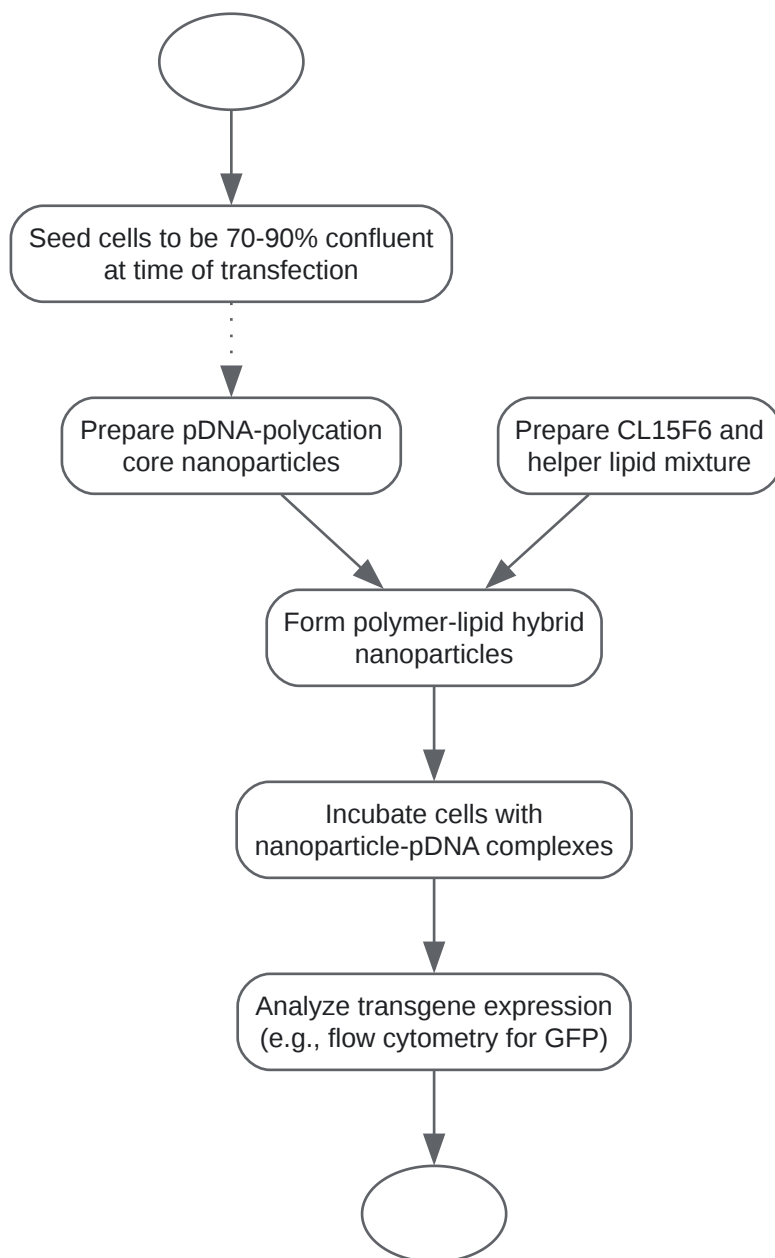 Seed cells to be 70-90% confluent
at time of transfection
Prepare pDNA-polycation
core nanoparticles
Prepare CL15F6 and
helper lipid mixture
Form polymer-lipid hybrid
nanoparticles
Incubate cells with
nanoparticle-pDNA complexes
Analyze transgene expression
(e.g., flow cytometry for GFP)